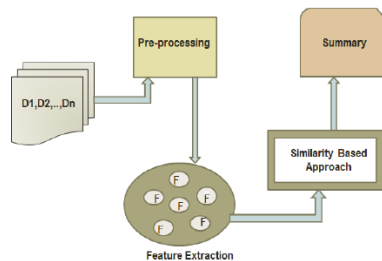 Pre-processing
Summary
D1,D2,..,Dn
Similarity Based
Approach
F
F
F
F
F
F
F
Feature Extraction